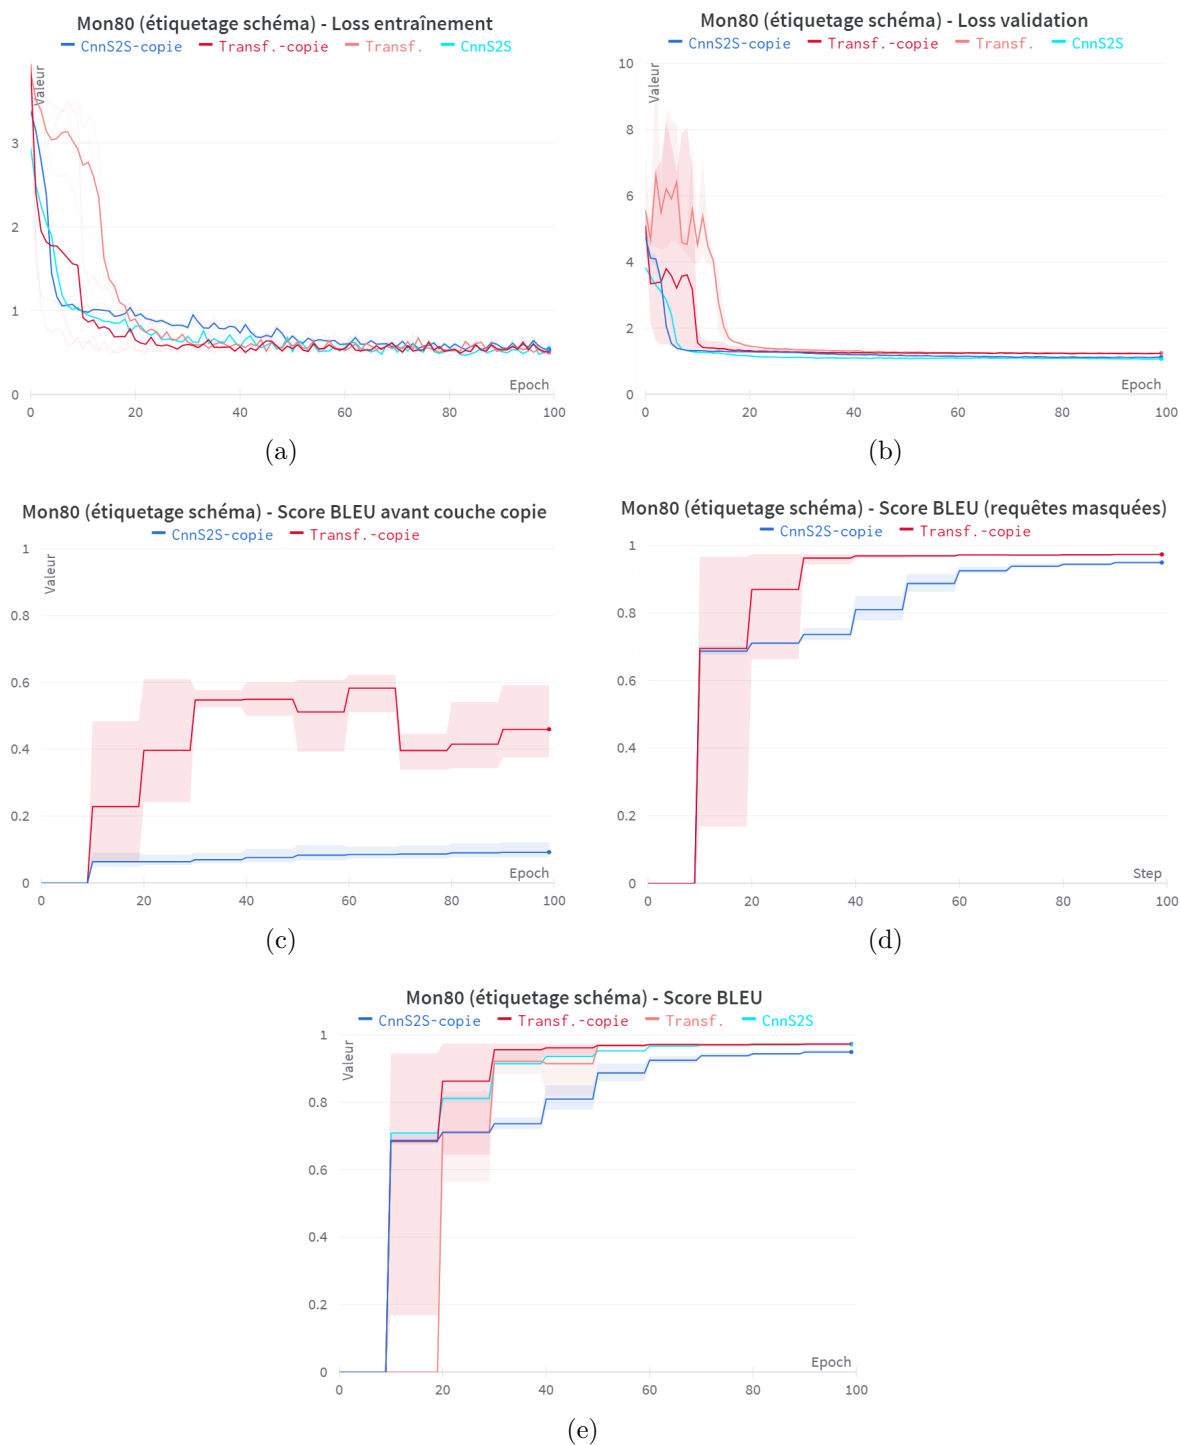 Mon80 (étiquetage schéma) - Loss entraînement
CnnS2S-copie Transf.-copie Transf. CnnS2S
Valeur
3
2
1
0
Epoch
0 20 40 60 80 100
(a)
Mon80 (étiquetage schéma) - Loss validation
CnnS2S-copie Transf.-copie Transf. CnnS2S
Valeur
10
8
6
4
2
0
Epoch
0 20 40 60 80 100
(b)
Mon80 (étiquetage schéma) - Score BLEU avant couche copie
CnnS2S-copie Transf.-copie
Valeur
1
0.8
0.6
0.4
0.2
0
Epoch
0 20 40 60 80 100
(c)
Mon80 (étiquetage schéma) - Score BLEU (requêtes masquées)
CnnS2S-copie Transf.-copie
1
0.8
0.6
0.4
0.2
0
Step
0 20 40 60 80 100
(d)
Mon80 (étiquetage schéma) - Score BLEU
CnnS2S-copie Transf.-copie Transf. CnnS2S
Valeur
1
0.8
0.6
0.4
0.2
0
Epoch
0 20 40 60 80 100
(e)